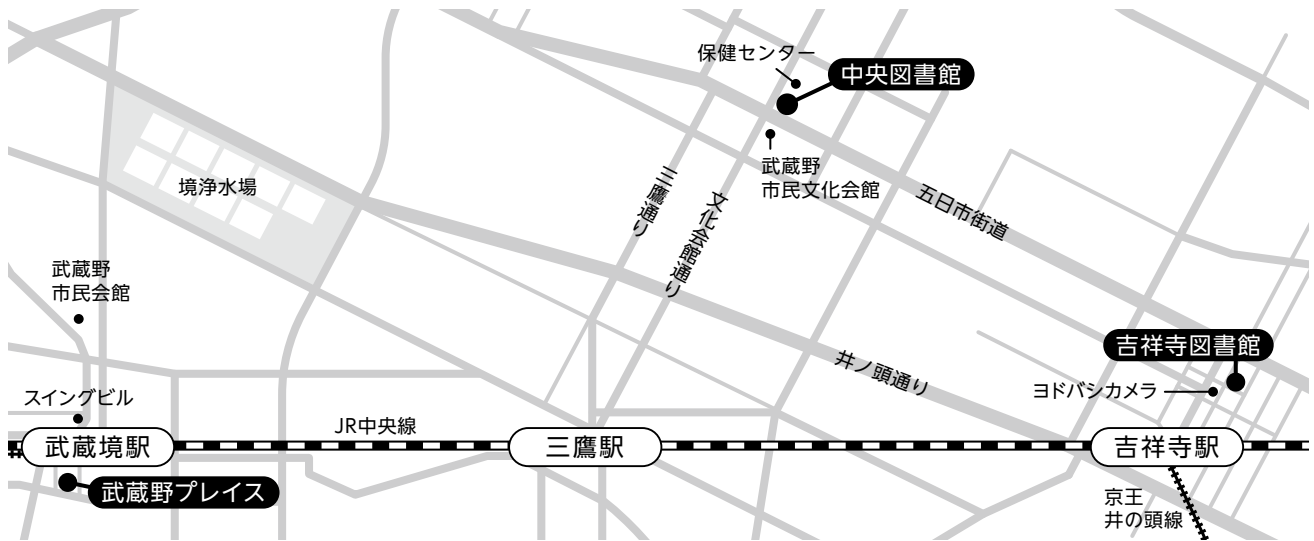 保健センター
中央図書館
武蔵野
市民文化会館
境浄水場
三鷹通り
文化会館通り
五日市街道
武蔵野
市民会館
井ノ頭通り
吉祥寺図書館
ヨドバシカメラ
スイングビル
JR中央線
武蔵境駅
三鷹駅
吉祥寺駅
武蔵野プレイス
京王
井の頭線